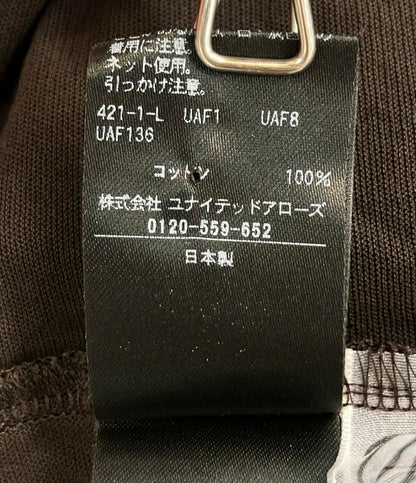 着用に注意。
ネット使用。
引っかけ注意。
421-1-L UAF1 UAF8
UAF136
コットン 100%
株式会社 ユナイテッドアローズ
0120-559-652
日本製